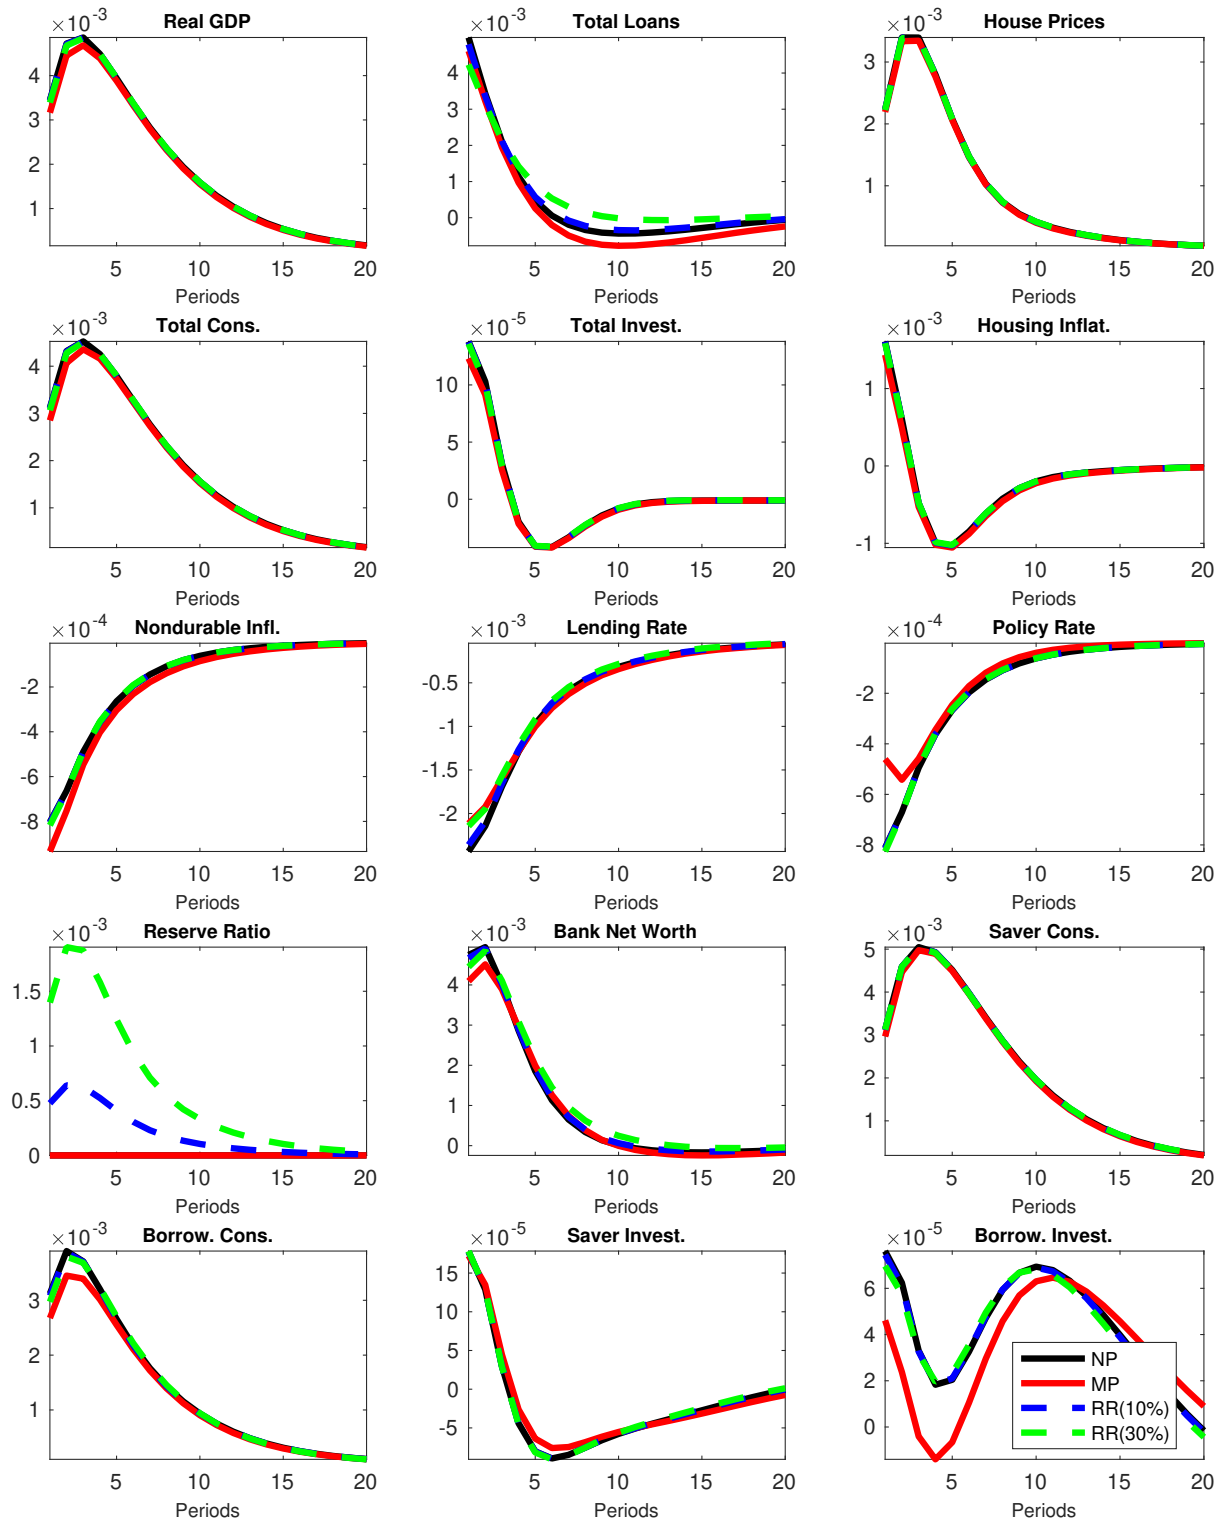 Real GDP
×10-3
4
3
2
1
5 10 15 20
Periods
Total Loans
×10-3
4
3
2
1
0
5 10 15 20
Periods
House Prices
×10-3
3
2
1
5 10 15 20
Periods
Total Cons.
×10-3
4
3
2
1
5 10 15 20
Periods
Total Invest.
×10-5
10
5
0
5 10 15 20
Periods
Housing Inflat.
×10-3
1
0
-1
5 10 15 20
Periods
Nondurable Infl.
×10-4
-2
-4
-6
-8
5 10 15 20
Periods
Lending Rate
×10-3
-0.5
-1
-1.5
-2
5 10 15 20
Periods
Policy Rate
×10-4
-2
-4
-6
-8
5 10 15 20
Periods
Reserve Ratio
×10-3
1.5
1
0.5
0
5 10 15 20
Periods
Bank Net Worth
×10-3
4
3
2
1
0
5 10 15 20
Periods
Saver Cons.
×10-3
5
4
3
2
1
5 10 15 20
Periods
Borrow. Cons.
×10-3
3
2
1
5 10 15 20
Periods
Saver Invest.
×10-5
15
10
5
0
-5
5 10 15 20
Periods
Borrow. Invest.
×10-5
6
4
2
0
NP
MP
RR(10%)
RR(30%)
5 10 15 20
Periods